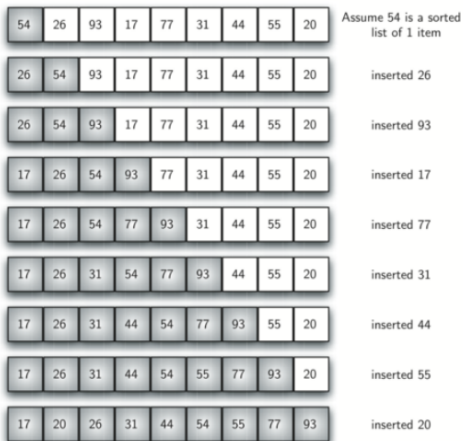 54 26 93 17 77 31 44 55 20 Assume 54 is a sorted
list of 1 item
26 54 93 17 77 31 44 55 20 inserted 26
26 54 93 17 77 31 44 55 20 inserted 93
17 26 54 93 77 31 44 55 20 inserted 17
17 26 54 77 93 31 44 55 20 inserted 77
17 26 31 54 77 93 44 55 20 inserted 31
17 26 31 44 54 77 93 55 20 inserted 44
17 26 31 44 54 55 77 93 20 inserted 55
17 20 26 31 44 54 55 77 93 inserted 20